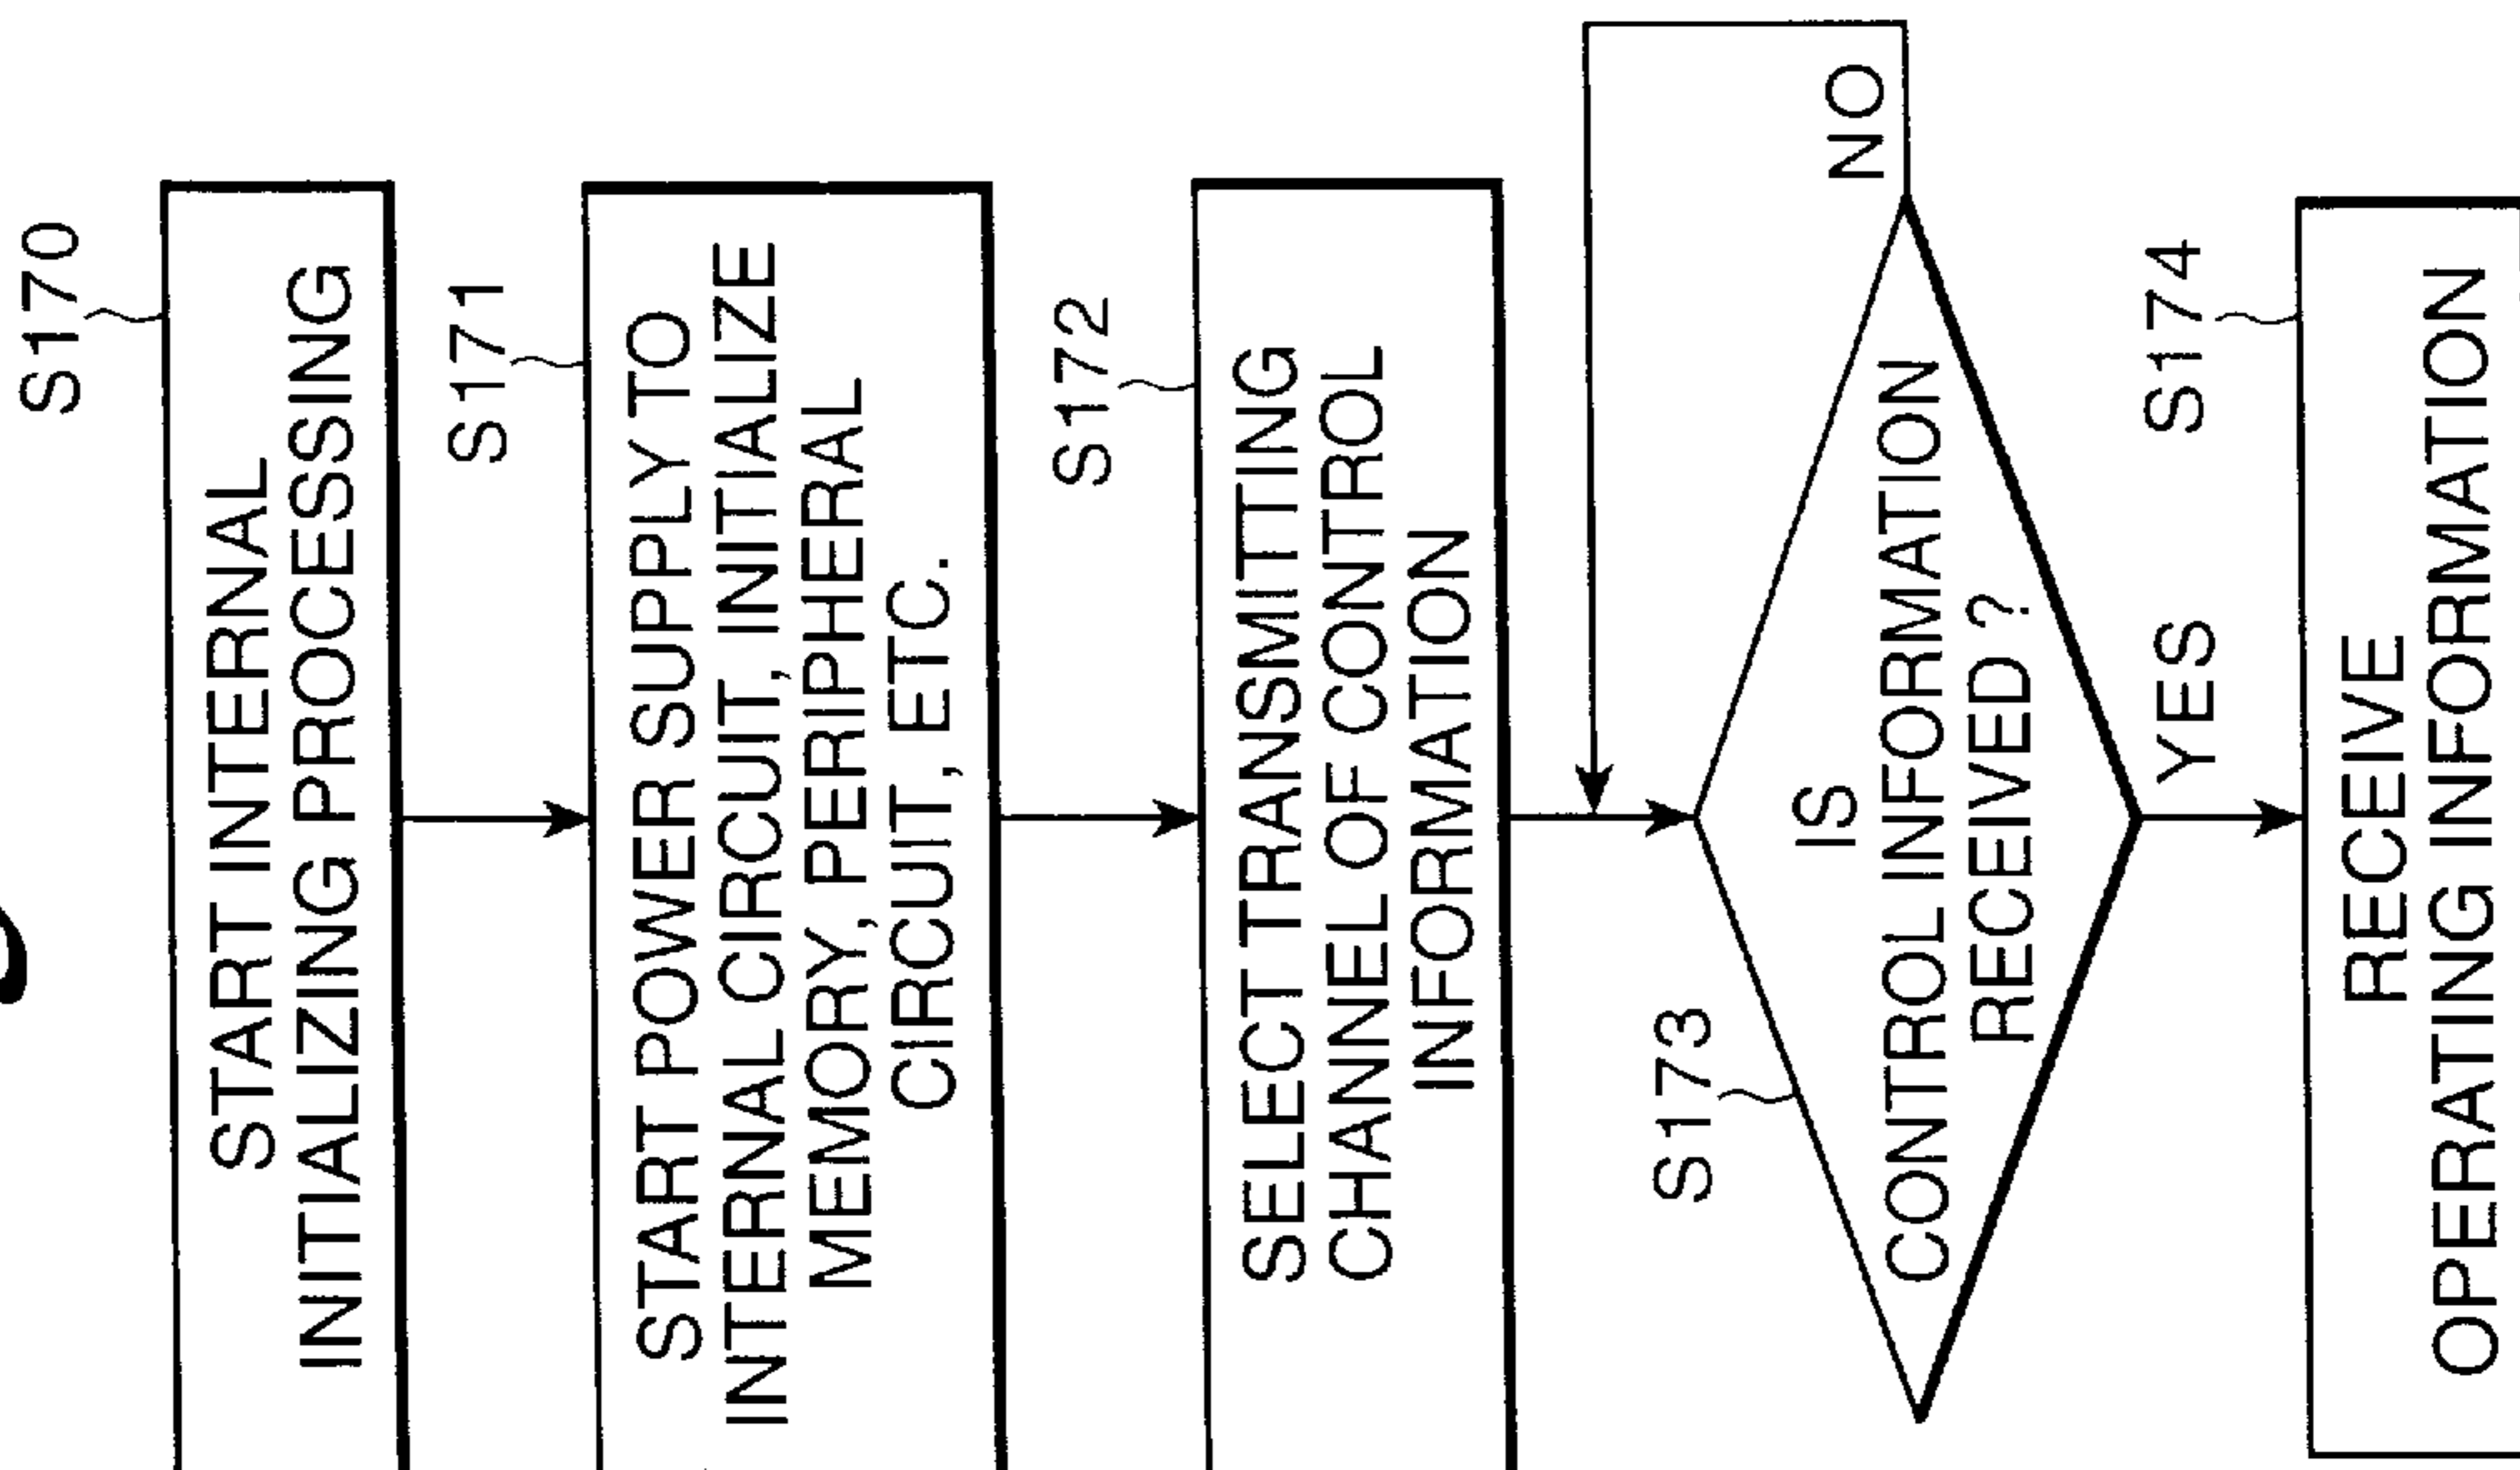 S170
START INTERNAL
INITIALIZING PROCESSING
S171
START POWER SUPPLY TO
INTERNAL CIRCUIT, INITIALIZE
MEMORY, PERIPHERAL
CIRCUIT, ETC.
S172
SELECT TRANSMITTING
CHANNEL OF CONTROL
INFORMATION
S173
IS
CONTROL INFORMATION
RECEIVED ?
NO
YES
S174
RECEIVE
OPERATING INFORMATION